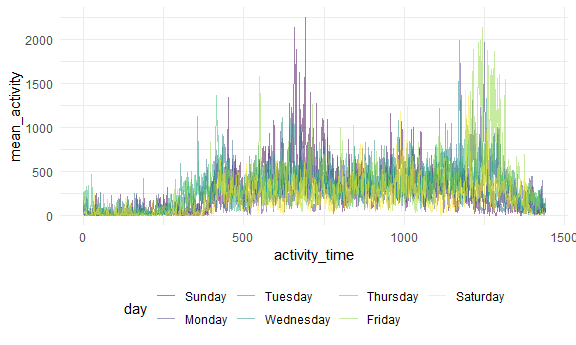 2000
1500
1000
500
0
mean_activity
0 500 1000 1500
activity_time
day
Sunday Tuesday Thursday Saturday
Monday Wednesday Friday